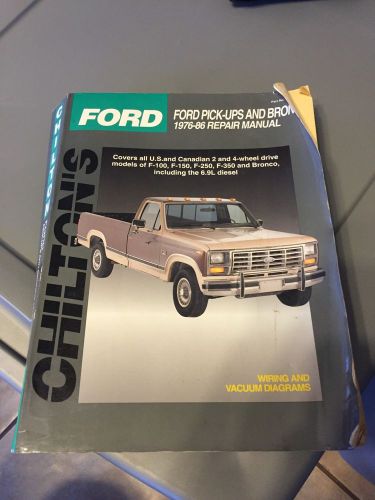 FORD
FORD PICK-UPS AND BRON
1976-86 REPAIR MANUAL
Covers all U.S. and Canadian 2 and 4-wheel drive
models of F-100, F-150, F-250, F-350 and Bronco,
including the 6.9L diesel
CHILTON'S
WIRING AND
VACUUM DIAGRAMS